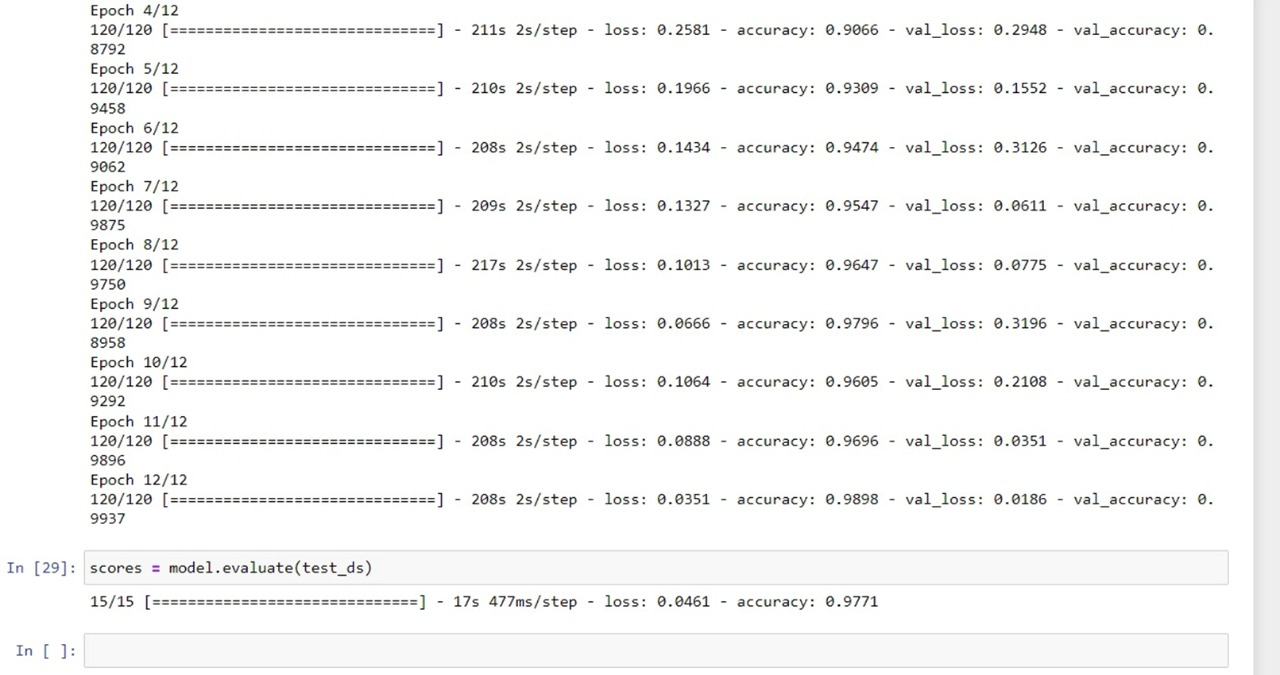 Epoch 4/12
120/120 [==============================] - 211s 2s/step - loss: 0.2581 - accuracy: 0.9066 - val_loss: 0.2948 - val_accuracy: 0.
8792
Epoch 5/12
120/120 [==============================] - 210s 2s/step - loss: 0.1966 - accuracy: 0.9309 - val_loss: 0.1552 - val_accuracy: 0.
9458
Epoch 6/12
120/120 [==============================] - 208s 2s/step - loss: 0.1434 - accuracy: 0.9474 - val_loss: 0.3126 - val_accuracy: 0.
9062
Epoch 7/12
120/120 [==============================] - 209s 2s/step - loss: 0.1327 - accuracy: 0.9547 - val_loss: 0.0611 - val_accuracy: 0.
9875
Epoch 8/12
120/120 [==============================] - 217s 2s/step - loss: 0.1013 - accuracy: 0.9647 - val_loss: 0.0775 - val_accuracy: 0.
9750
Epoch 9/12
120/120 [==============================] - 208s 2s/step - loss: 0.0666 - accuracy: 0.9796 - val_loss: 0.3196 - val_accuracy: 0.
8958
Epoch 10/12
120/120 [==============================] - 210s 2s/step - loss: 0.1064 - accuracy: 0.9605 - val_loss: 0.2108 - val_accuracy: 0.
9292
Epoch 11/12
120/120 [==============================] - 208s 2s/step - loss: 0.0888 - accuracy: 0.9696 - val_loss: 0.0351 - val_accuracy: 0.
9896
Epoch 12/12
120/120 [==============================] - 208s 2s/step - loss: 0.0351 - accuracy: 0.9898 - val_loss: 0.0186 - val_accuracy: 0.
9937
In [29]: scores = model.evaluate(test_ds)
15/15 [==============================] - 17s 477ms/step - loss: 0.0461 - accuracy: 0.9771
In [ ]: